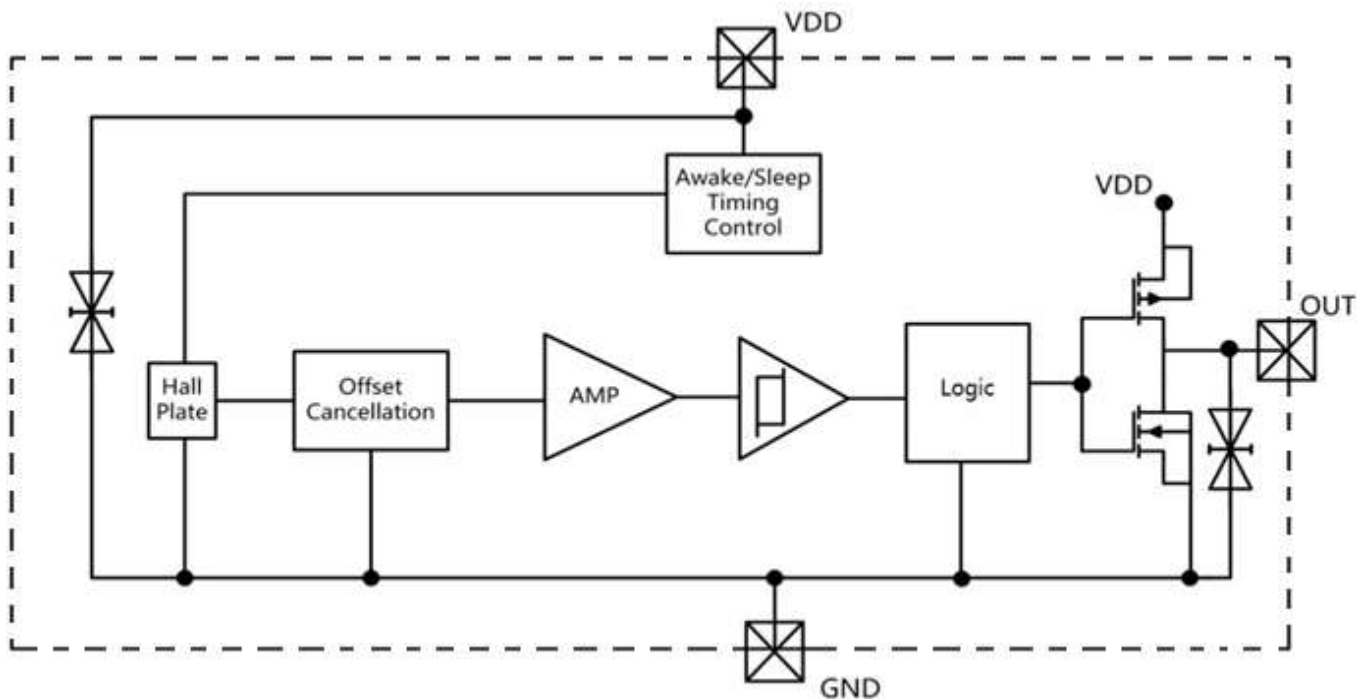 VDD
Awake/Sleep
Timing
Control
VDD
OUT
Hall
Plate
Offset
Cancellation
AMP
Logic
GND